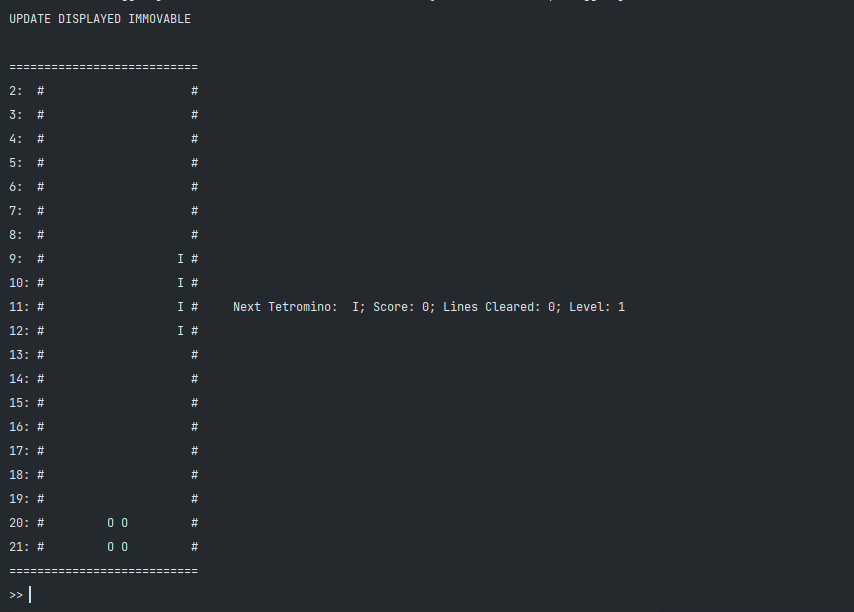 UPDATE DISPLAYED IMMOVABLE
===========================
2:  #                     #
3:  #                     #
4:  #                     #
5:  #                     #
6:  #                     #
7:  #                     #
8:  #                     #
9:  #                   I #
10: #                   I #
11: #                   I #     Next Tetromino:  I; Score: 0; Lines Cleared: 0; Level: 1
12: #                   I #
13: #                     #
14: #                     #
15: #                     #
16: #                     #
17: #                     #
18: #                     #
19: #                     #
20: #         O O         #
21: #         O O         #
===========================
>>